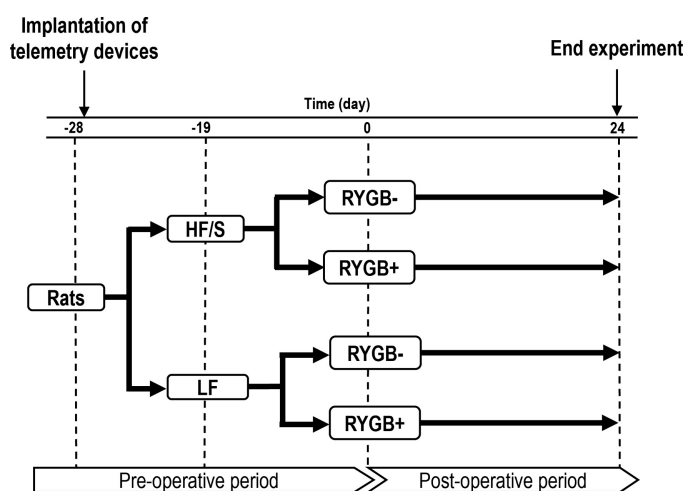 Implantation of
telemetry devices
End experiment
Time (day)
-28 -19 0 24
RYGB-
HF/S
RYGB+
Rats
RYGB-
LF
RYGB+
Pre-operative period Post-operative period